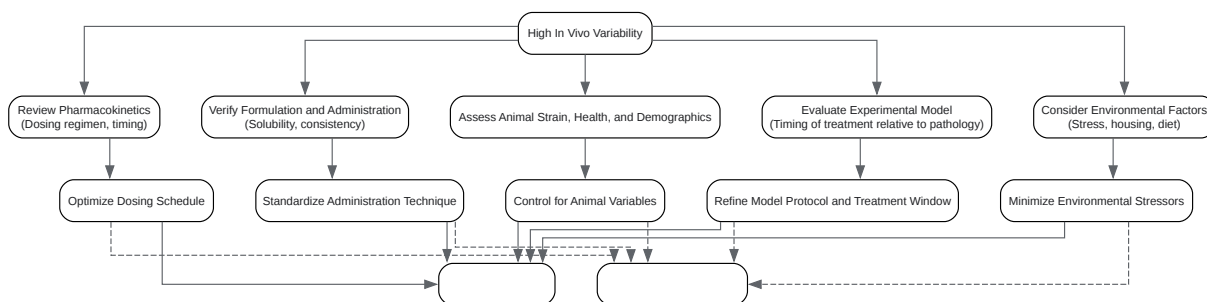 High In Vivo Variability
Review Pharmacokinetics
(Dosing regimen, timing)
Verify Formulation and Administration
(Solubility, consistency)
Assess Animal Strain, Health, and Demographics
Evaluate Experimental Model
(Timing of treatment relative to pathology)
Consider Environmental Factors
(Stress, housing, diet)
Optimize Dosing Schedule
Standardize Administration Technique
Control for Animal Variables
Refine Model Protocol and Treatment Window
Minimize Environmental Stressors